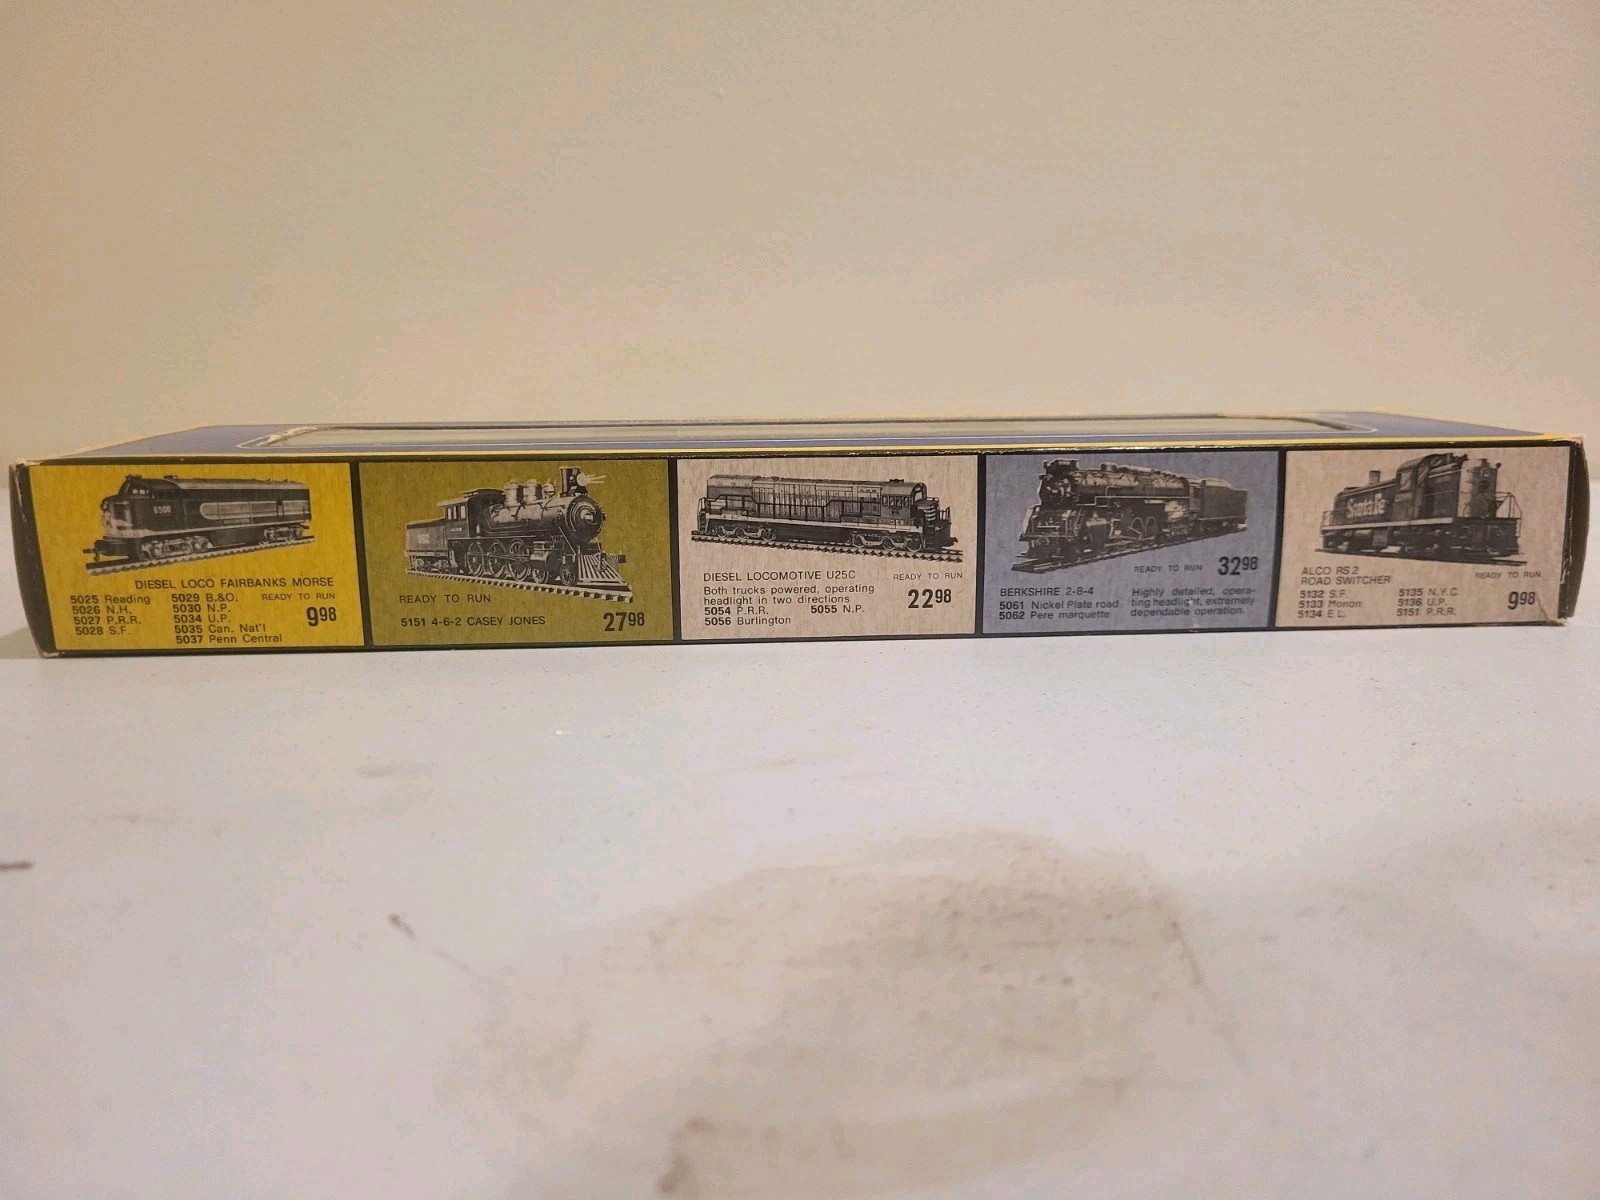 6500
DIESEL LOCO FAIRBANKS MORSE
5025 Reading
5026 N.H.
5027 P.R.R.
5028 S.F.
5029 B.&O.
5030 N.P.
5034 U.P.
5035 Can. Nat'l
5037 Penn Central
READY TO RUN
9 98
READY TO RUN
5151 4-6-2 CASEY JONES
27 98
DIESEL LOCOMOTIVE U25C
READY TO RUN
Both trucks powered, operating
headlight in two directions
5054 P.R.R. 5055 N.P.
5056 Burlington
22 98
READY TO RUN 32 98
BERKSHIRE 2-8-4
5061 Nickel Plate road
5062 Pere marquette
Highly detailed, opera-
ting headlight, extremely
dependable operation.
Santa Fe
ALCO RS 2
ROAD SWITCHER
READY TO RUN
5132 S.F.
5133 Monon
5134 E L.
5135 N.Y.C.
5136 U.P.
5151 P.R.R.
9 98